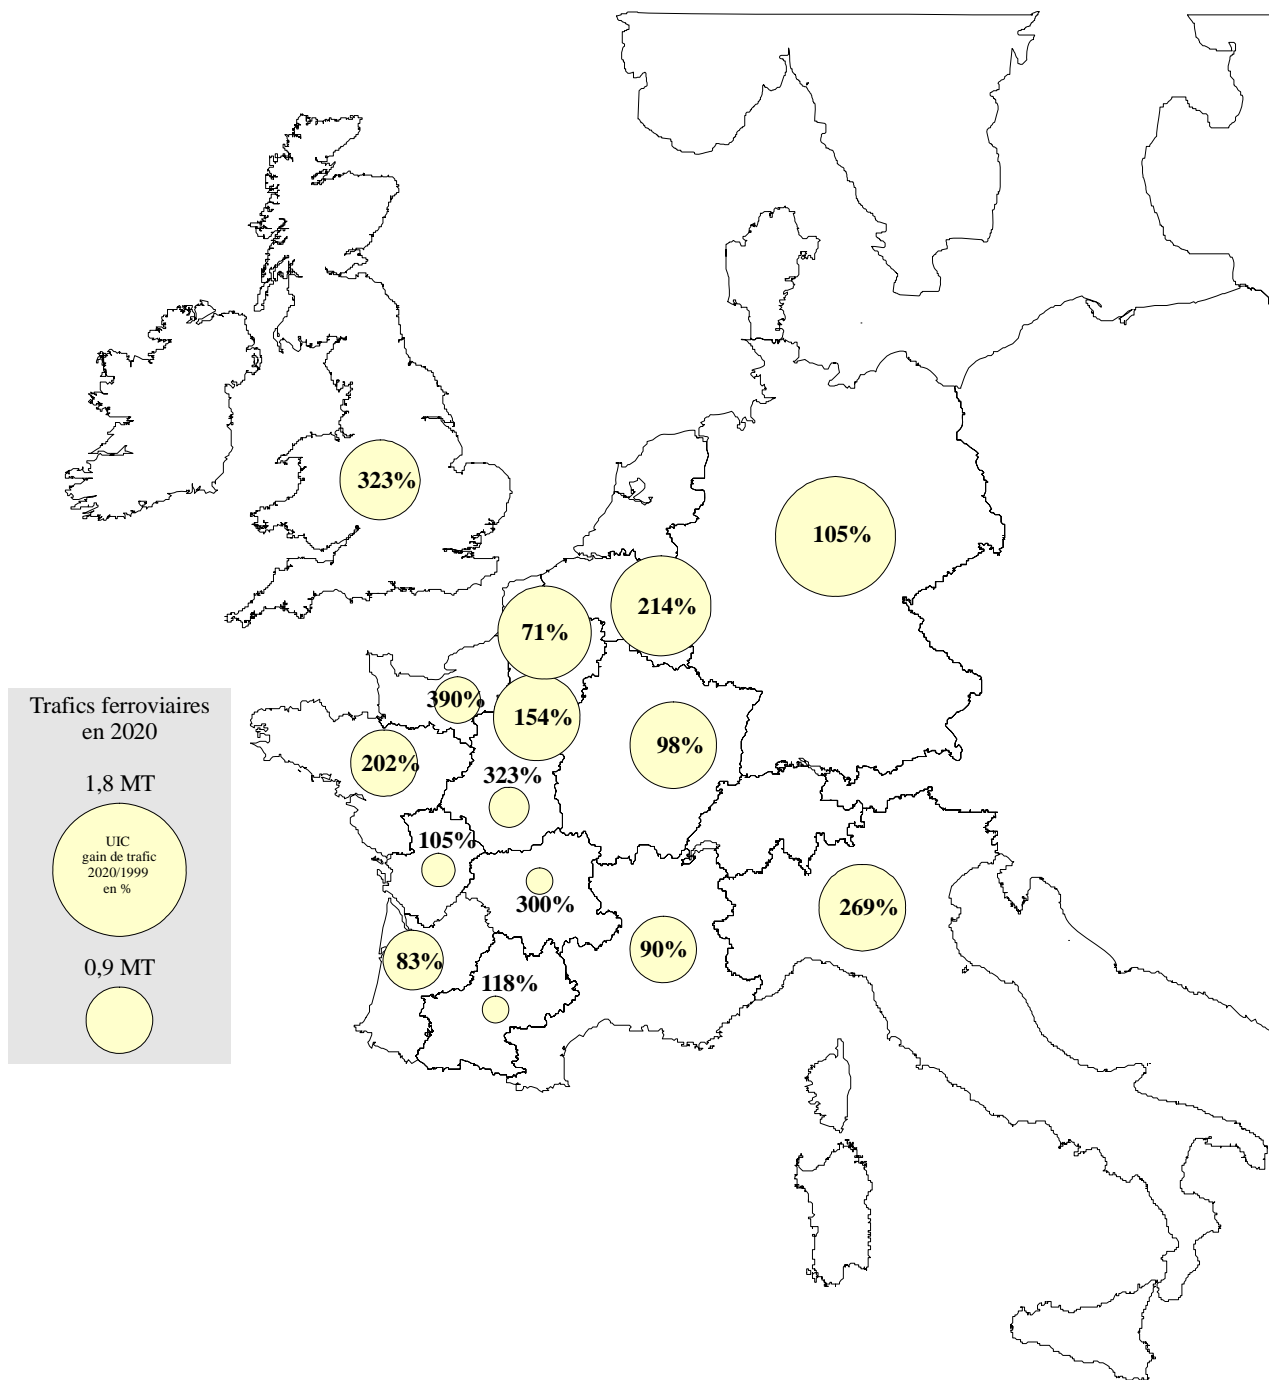 323%
105%
214%
71%
390%
154%
98%
202%
323%
105%
300%
269%
90%
83%
118%
Trafics ferroviaires
en 2020
1,8 MT
UIC
gain de trafic
2020/1999
en %
0,9 MT